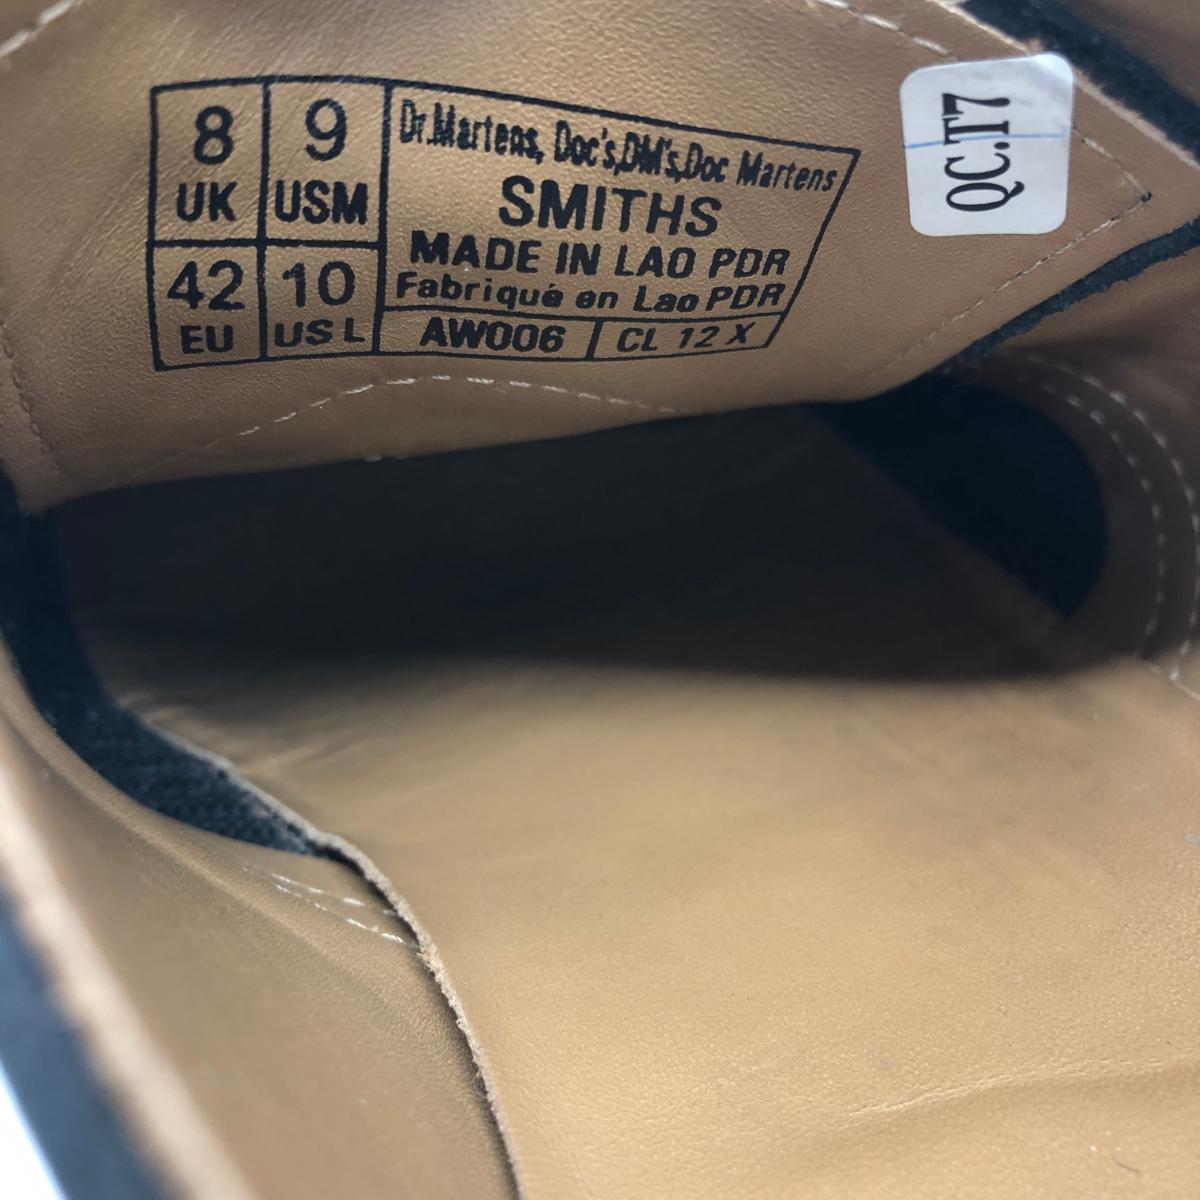 8 UK
9 USM
42 EU
10 US L
Dr.Martens, Doc's,DM's,Doc Martens
SMITHS
MADE IN LAO PDR
Fabriqué en Lao PDR
AW006
CL 12 X
QC.T7